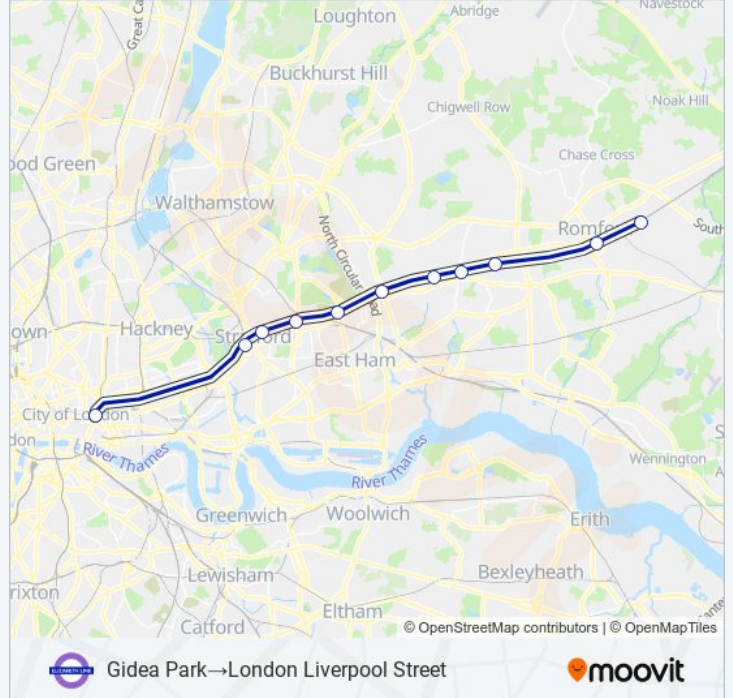 Loughton
Abridge
Navestock
Great Ca
Buckhurst Hill
Chigwell Row
Noak Hill
ood Green
Chase Cross
Walthamstow
North Circular
ad
Romfo
South
own
Hackney
Stratford
East Ham
City of London
don
River Thames
River Thames
Wennington
S
A
Greenwich
Woolwich
Erith
rixton
Lewisham
Bexleyheath
Eltham
Catford
© OpenStreetMap contributors | © OpenMapTiles
ELIZABETH LINE
Gidea Park→London Liverpool Street
moovit